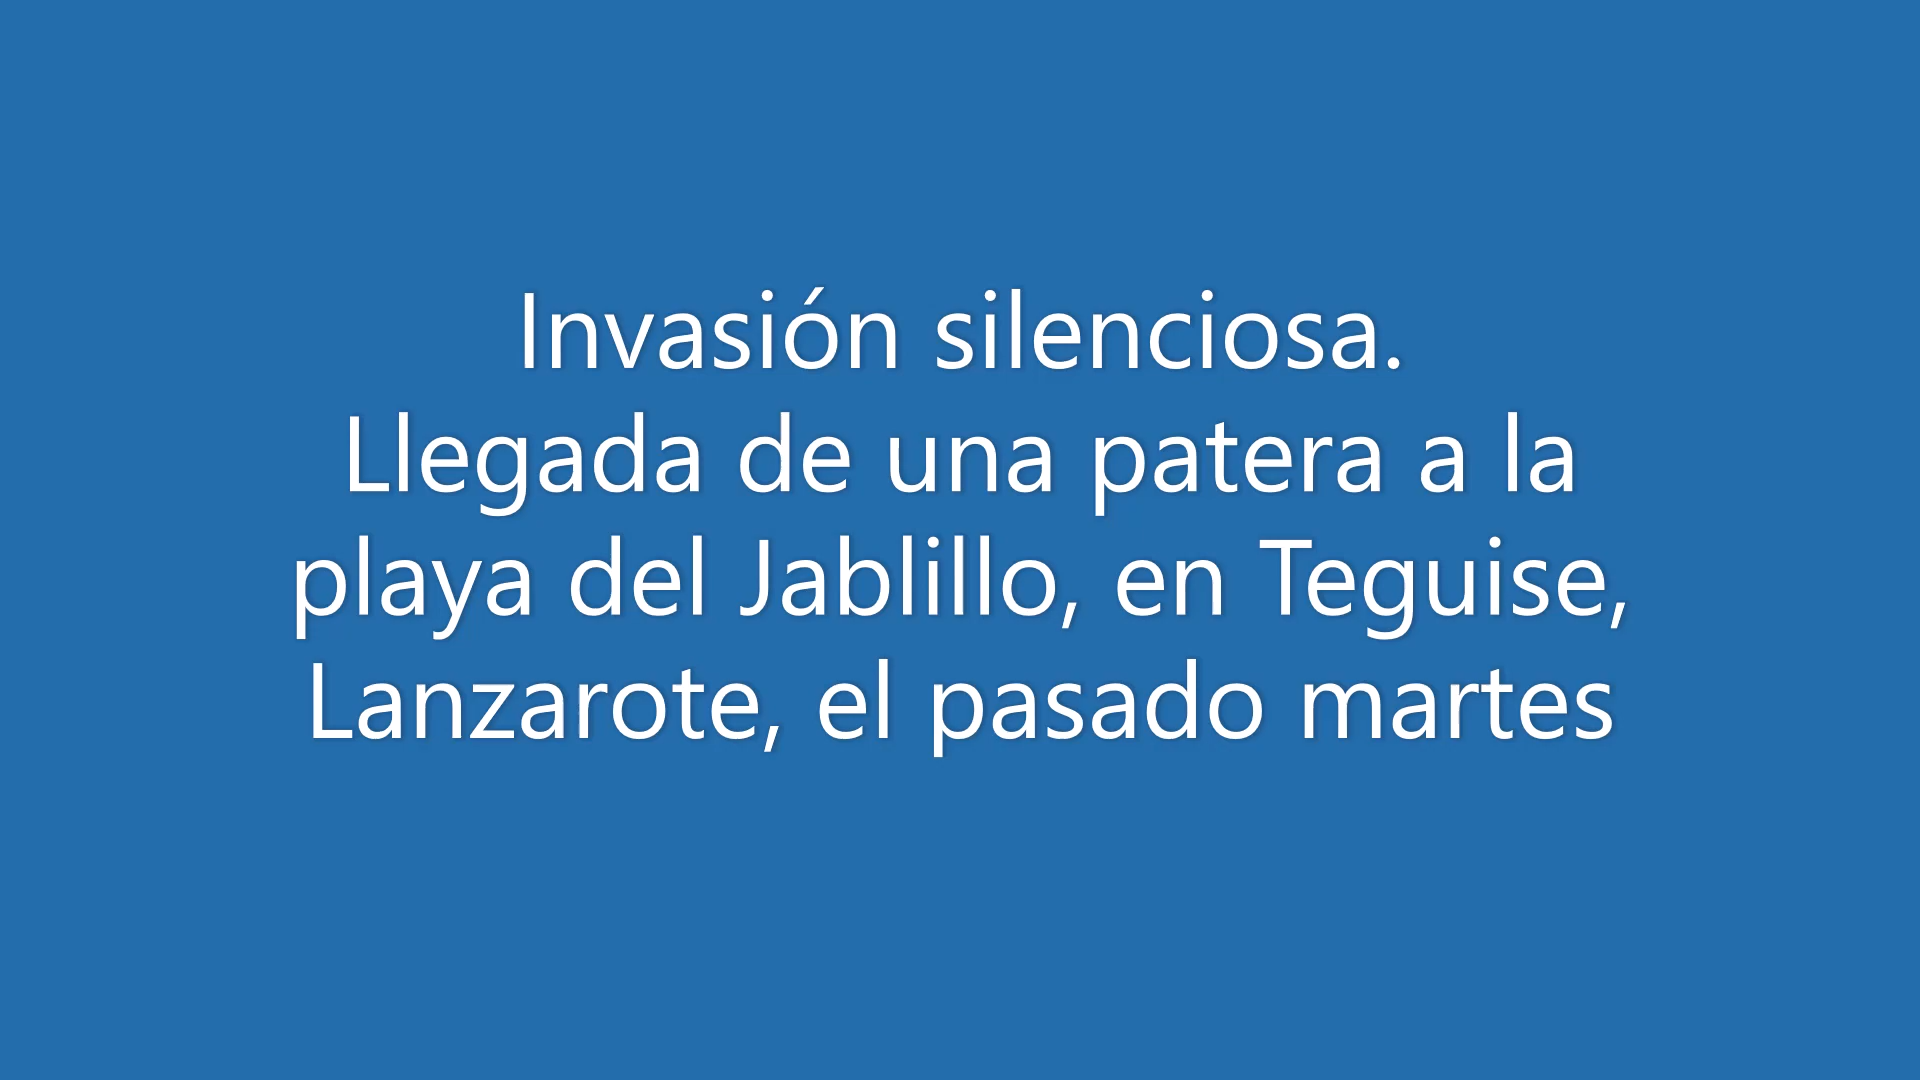 Invasión silenciosa.
Llegada de una patera a la
playa del Jablillo, en Teguise,
Lanzarote, el pasado martes